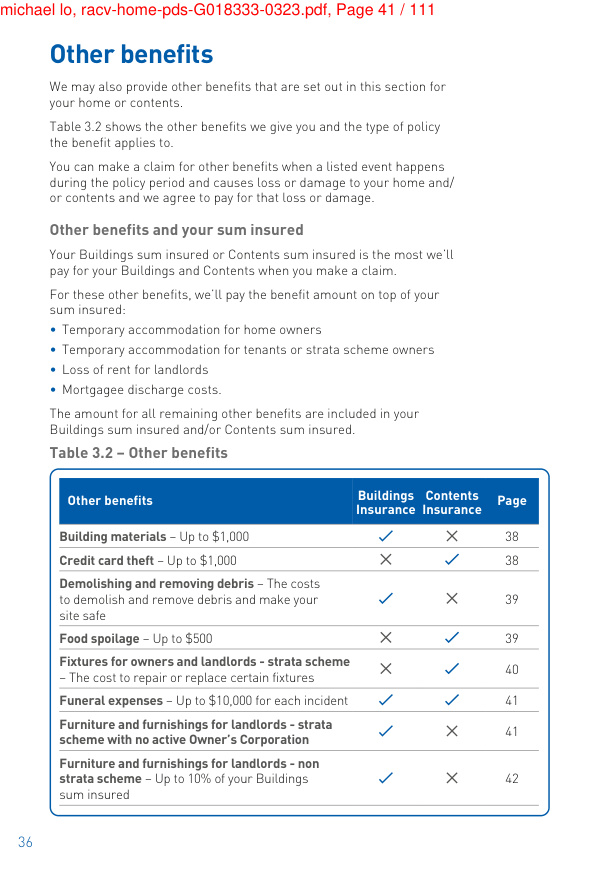 michael lo, racv-home-pds-G018333-0323.pdf, Page 41 / 111
Other benefits
We may also provide other benefits that are set out in this section for
your home or contents.
Table 3.2 shows the other benefits we give you and the type of policy
the benefit applies to.
You can make a claim for other benefits when a listed event happens
during the policy period and causes loss or damage to your home and/
or contents and we agree to pay for that loss or damage.
Other benefits and your sum insured
Your Buildings sum insured or Contents sum insured is the most we'll
pay for your Buildings and Contents when you make a claim.
For these other benefits, we'll pay the benefit amount on top of your
sum insured:
• Temporary accommodation for home owners
• Temporary accommodation for tenants or strata scheme owners
• Loss of rent for landlords
• Mortgagee discharge costs.
The amount for all remaining other benefits are included in your
Buildings sum insured and/or Contents sum insured.
Table 3.2 – Other benefits
Other benefits Buildings Insurance Contents Insurance Page
Building materials – Up to $1,000 ✓ ✕ 38
Credit card theft – Up to $1,000 ✕ ✓ 38
Demolishing and removing debris – The costs
to demolish and remove debris and make your ✓ ✕ 39
site safe
Food spoilage – Up to $500 ✕ ✓ 39
Fixtures for owners and landlords - strata scheme
– The cost to repair or replace certain fixtures ✕ ✓ 40
Funeral expenses – Up to $10,000 for each incident ✓ ✓ 41
Furniture and furnishings for landlords - strata
scheme with no active Owner's Corporation ✓ ✕ 41
Furniture and furnishings for landlords - non
strata scheme – Up to 10% of your Buildings ✓ ✕ 42
sum insured
36